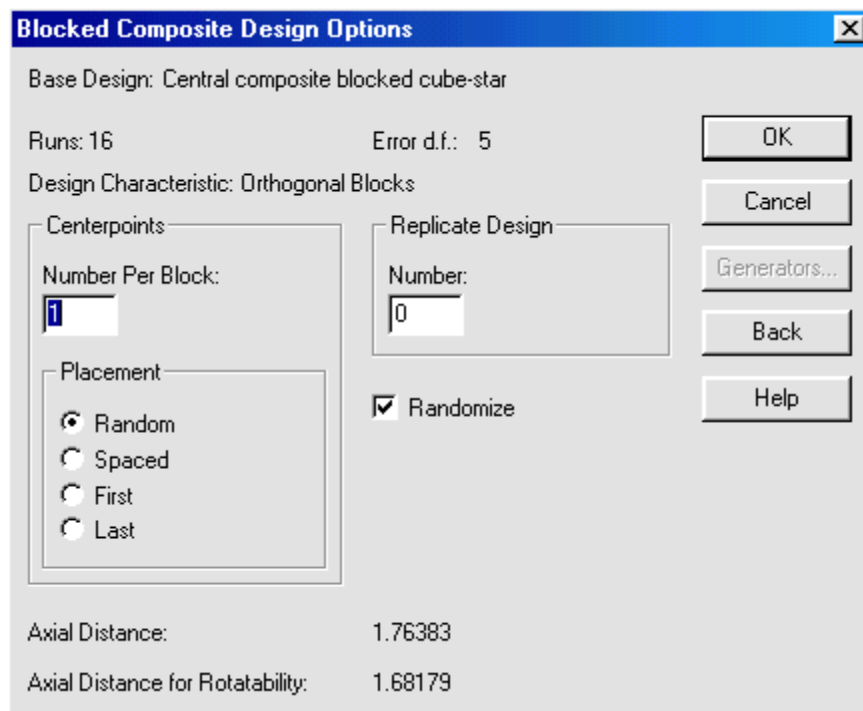 Blocked Composite Design Options
Base Design: Central composite blocked cube-star
Runs: 16 Error d.f.: 5
Design Characteristic: Orthogonal Blocks
Centerpoints
Number Per Block:
1
Placement
Random
Spaced
First
Last
Replicate Design
Number:
0
Randomize
OK
Cancel
Generators...
Back
Help
Axial Distance: 1.76383
Axial Distance for Rotatability: 1.68179